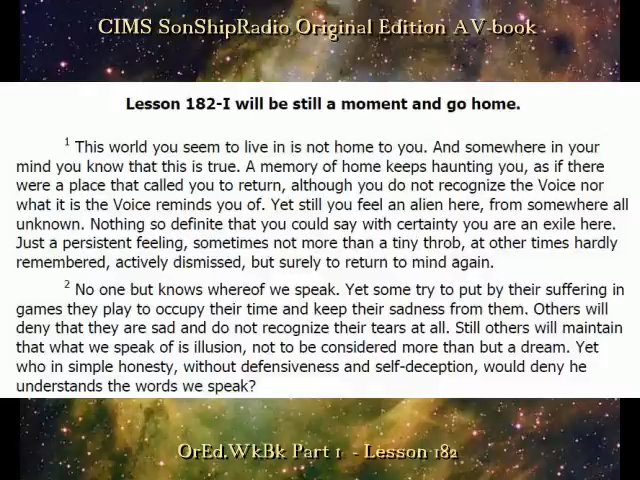 CIMS SonShipRadio Original Edition AV-book
Lesson 182-I will be still a moment and go home.
1 This world you seem to live in is not home to you. And somewhere in your
mind you know that this is true. A memory of home keeps haunting you, as if there
were a place that called you to return, although you do not recognize the Voice nor
what it is the Voice reminds you of. Yet still you feel an alien here, from somewhere all
unknown. Nothing so definite that you could say with certainty you are an exile here.
Just a persistent feeling, sometimes not more than a tiny throb, at other times hardly
remembered, actively dismissed, but surely to return to mind again.
2 No one but knows whereof we speak. Yet some try to put by their suffering in
games they play to occupy their time and keep their sadness from them. Others will
deny that they are sad and do not recognize their tears at all. Still others will maintain
that what we speak of is illusion, not to be considered more than but a dream. Yet
who in simple honesty, without defensiveness and self-deception, would deny he
understands the words we speak?
OrEd.WkBk Part 1 - Lesson 182